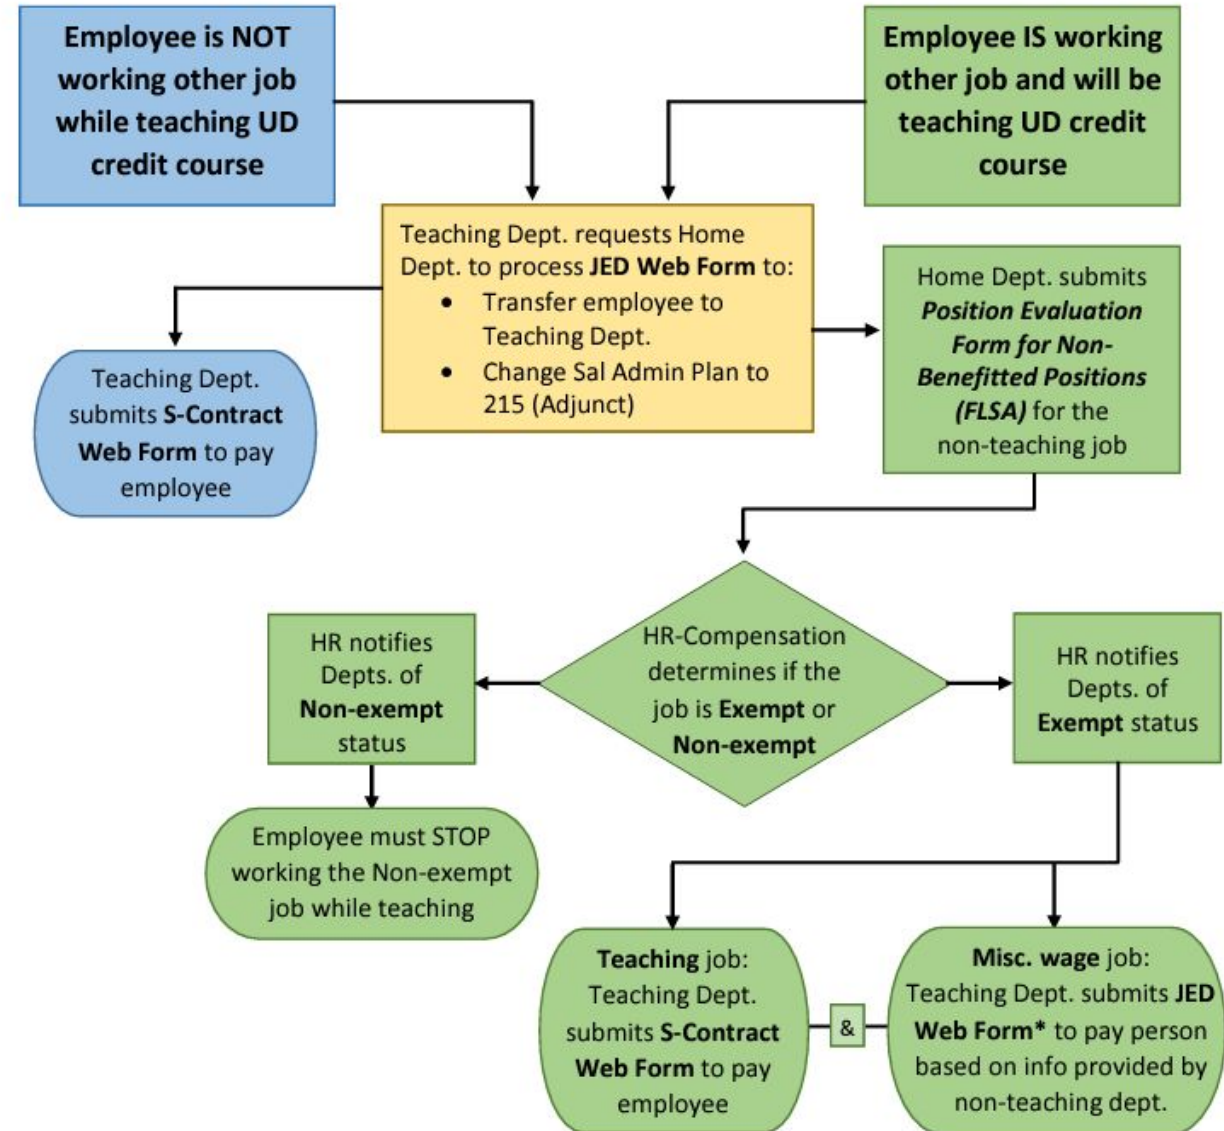 Employee is NOT
working other job
while teaching UD
credit course
Employee IS working
other job and will be
teaching UD credit
course
Teaching Dept. requests Home
Dept. to process JED Web Form to:
• Transfer employee to
Teaching Dept.
• Change Sal Admin Plan to
215 (Adjunct)
Home Dept. submits
Position Evaluation
Form for Non-
Benefitted Positions
(FLSA) for the
non-teaching job
Teaching Dept.
submits S-Contract
Web Form to pay
employee
HR-Compensation
determines if the
job is Exempt or
Non-exempt
HR notifies
Depts. of
Non-exempt
status
HR notifies
Depts. of
Exempt status
Employee must STOP
working the Non-exempt
job while teaching
Teaching job:
Teaching Dept.
submits S-Contract
Web Form to pay
employee
&
Misc. wage job:
Teaching Dept. submits JED
Web Form* to pay person
based on info provided by
non-teaching dept.